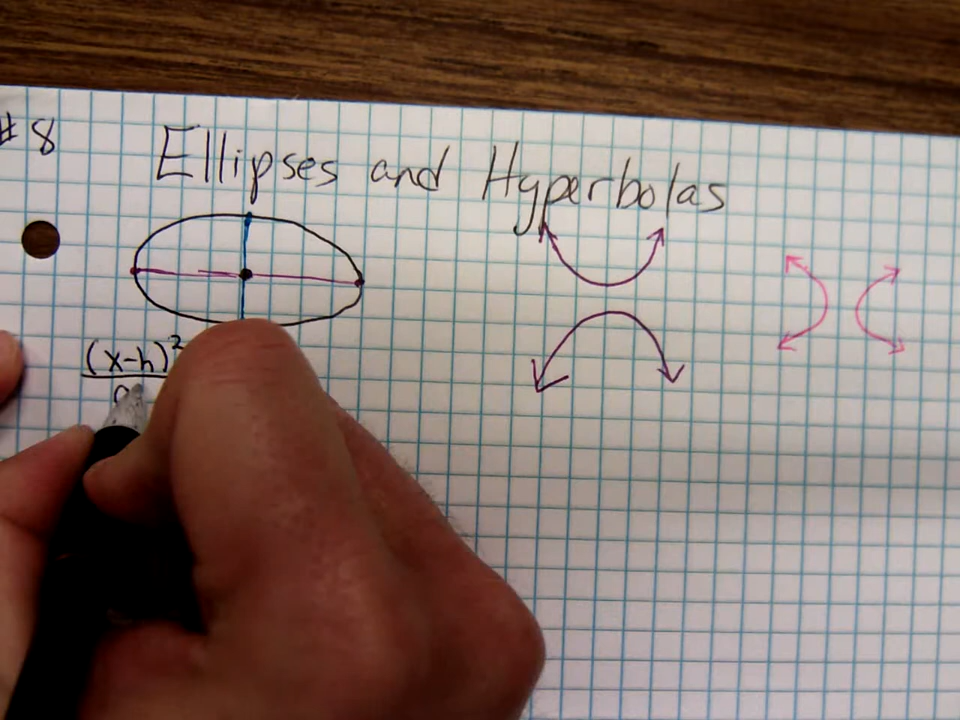 # 8
Ellipses and Hyperbolas
(x-h)²